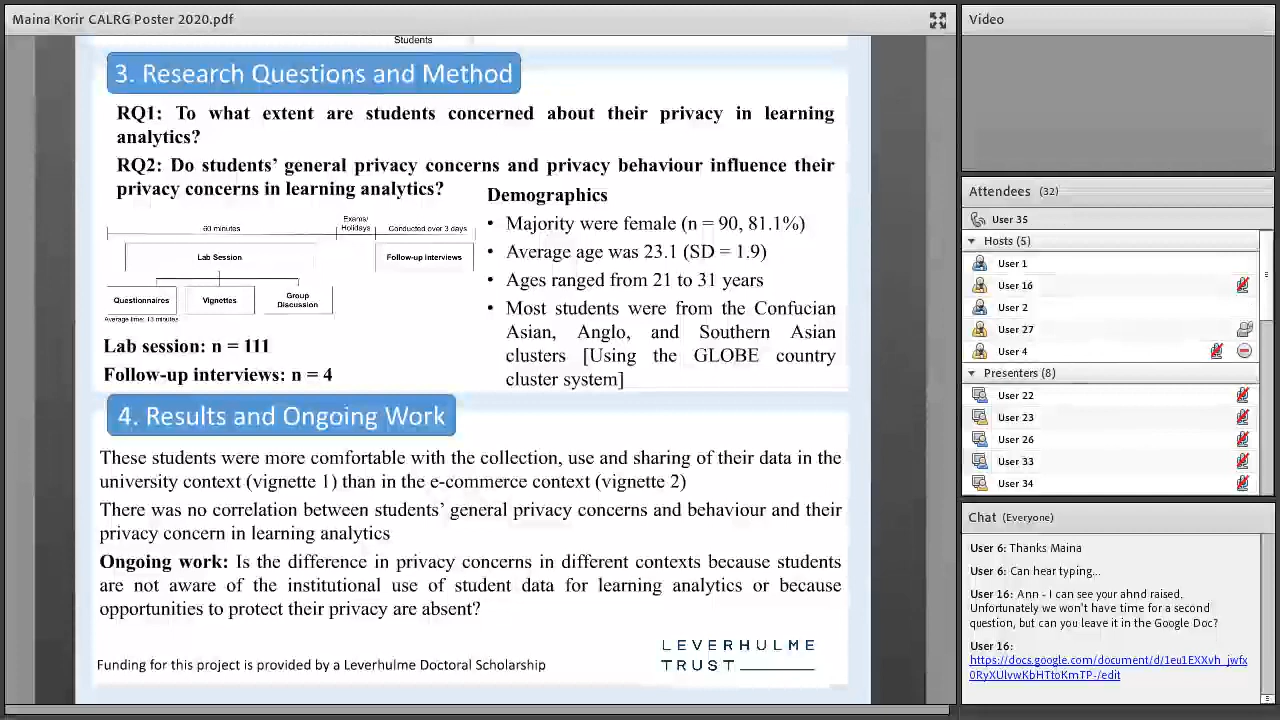 Maina Korir CALRG Poster 2020.pdf
Students
3. Research Questions and Method
RQ1: To what extent are students concerned about their privacy in learning
analytics?
RQ2: Do students' general privacy concerns and privacy behaviour influence their
privacy concerns in learning analytics?
60 minutes
Exams/
Holidays
Conducted over 3 days
Lab Session
Follow-up Interviews
Questionnaires
Vignettes
Group
Discussion
Average time: 13 minutes
Lab session: n = 111
Follow-up interviews: n = 4
Demographics
• Majority were female (n = 90, 81.1%)
• Average age was 23.1 (SD = 1.9)
• Ages ranged from 21 to 31 years
• Most students were from the Confucian
Asian, Anglo, and Southern Asian
clusters [Using the GLOBE country
cluster system]
4. Results and Ongoing Work
These students were more comfortable with the collection, use and sharing of their data in the
university context (vignette 1) than in the e-commerce context (vignette 2)
There was no correlation between students' general privacy concerns and behaviour and their
privacy concern in learning analytics
Ongoing work: Is the difference in privacy concerns in different contexts because students
are not aware of the institutional use of student data for learning analytics or because
opportunities to protect their privacy are absent?
Funding for this project is provided by a Leverhulme Doctoral Scholarship
LEVERHULME
TRUST
Video
Attendees (32)
User 35
Hosts (5)
User 1
User 16
User 2
User 27
User 4
Presenters (8)
User 22
User 23
User 26
User 33
User 34
Chat (Everyone)
User 6: Thanks Maina
User 6: Can hear typing...
User 16: Ann - I can see your ahnd raised.
Unfortunately we won't have time for a second
question, but can you leave it in the Google Doc?
User 16:
https://docs.google.com/document/d/1eu1EXXvh_jwfx
0RyXUlvwKbHTtoKmTP-/edit